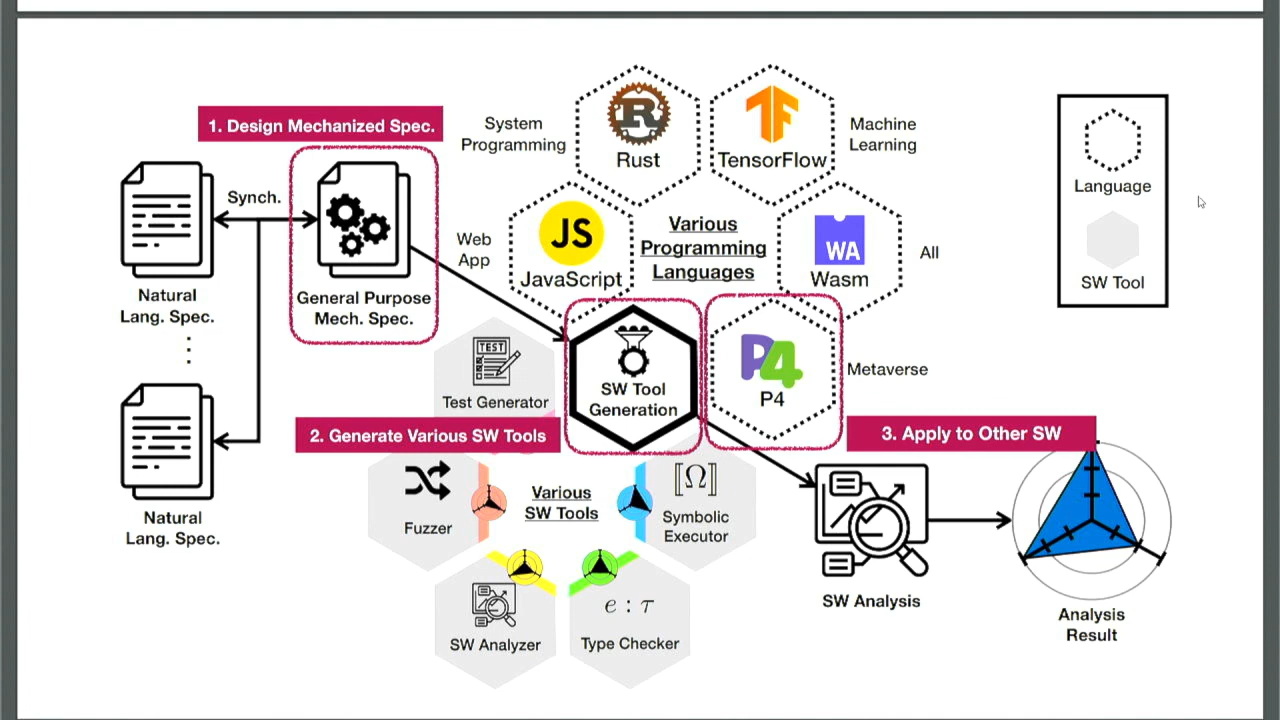 1. Design Mechanized Spec.
Synch.
Natural
Lang. Spec.
General Purpose
Mech. Spec.
Natural
Lang. Spec.
System
Programming
Rust
TensorFlow
Machine
Learning
Web
App
JS
JavaScript
Various
Programming
Languages
WA
Wasm
All
SW Tool
Generation
P4
P4
Metaverse
TEST
Test Generator
2. Generate Various SW Tools
3. Apply to Other SW
Fuzzer
Various
SW Tools
⟦Ω⟧
Symbolic
Executor
SW Analyzer
e : τ
Type Checker
SW Analysis
Analysis
Result
Language
SW Tool